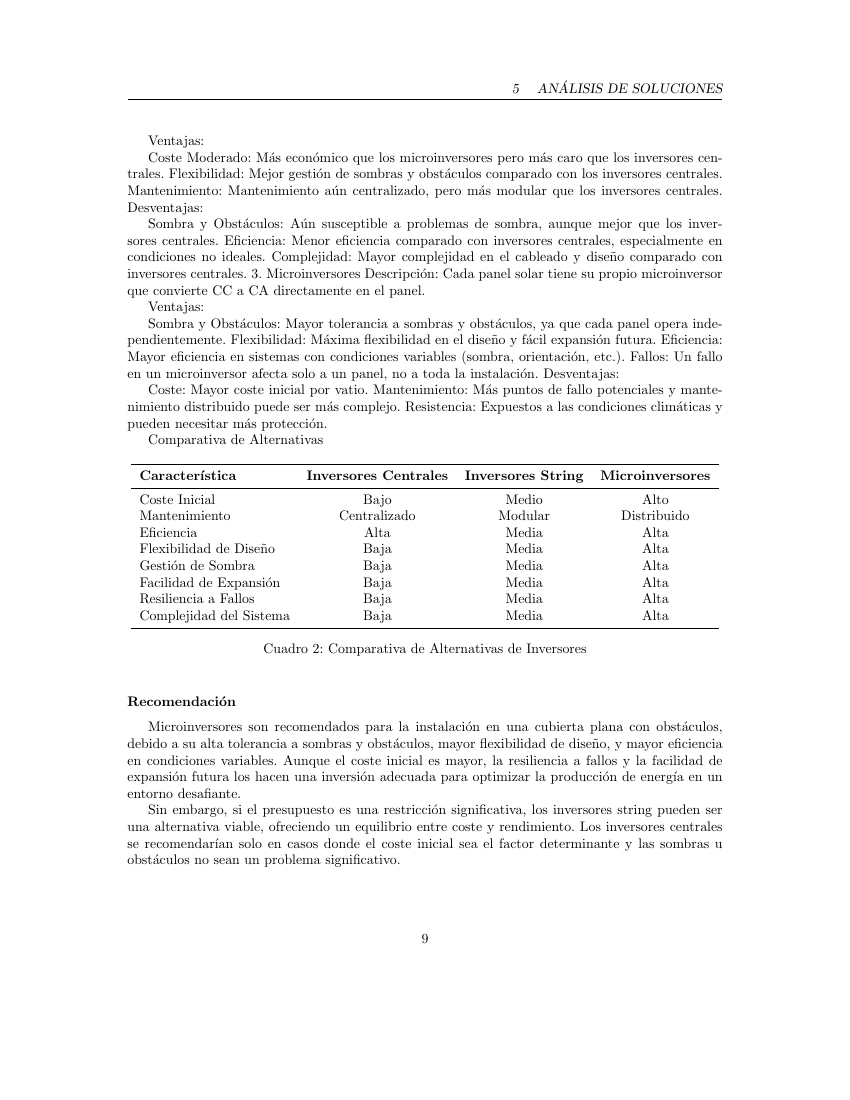 5 ANÁLISIS DE SOLUCIONES
Ventajas:
Coste Moderado: Más económico que los microinversores pero más caro que los inversores cen-
trales. Flexibilidad: Mejor gestión de sombras y obstáculos comparado con los inversores centrales.
Mantenimiento: Mantenimiento aún centralizado, pero más modular que los inversores centrales.
Desventajas:
Sombra y Obstáculos: Aún susceptible a problemas de sombra, aunque mejor que los inver-
sores centrales. Eficiencia: Menor eficiencia comparado con inversores centrales, especialmente en
condiciones no ideales. Complejidad: Mayor complejidad en el cableado y diseño comparado con
inversores centrales. 3. Microinversores Descripción: Cada panel solar tiene su propio microinversor
que convierte CC a CA directamente en el panel.
Ventajas:
Sombra y Obstáculos: Mayor tolerancia a sombras y obstáculos, ya que cada panel opera inde-
pendientemente. Flexibilidad: Máxima flexibilidad en el diseño y fácil expansión futura. Eficiencia:
Mayor eficiencia en sistemas con condiciones variables (sombra, orientación, etc.). Fallos: Un fallo
en un microinversor afecta solo a un panel, no a toda la instalación. Desventajas:
Coste: Mayor coste inicial por vatio. Mantenimiento: Más puntos de fallo potenciales y mante-
nimiento distribuido puede ser más complejo. Resistencia: Expuestos a las condiciones climáticas y
pueden necesitar más protección.
Comparativa de Alternativas
Característica Inversores Centrales Inversores String Microinversores
Coste Inicial Bajo Medio Alto
Mantenimiento Centralizado Modular Distribuido
Eficiencia Alta Media Alta
Flexibilidad de Diseño Baja Media Alta
Gestión de Sombra Baja Media Alta
Facilidad de Expansión Baja Media Alta
Resiliencia a Fallos Baja Media Alta
Complejidad del Sistema Baja Media Alta
Cuadro 2: Comparativa de Alternativas de Inversores
Recomendación
Microinversores son recomendados para la instalación en una cubierta plana con obstáculos,
debido a su alta tolerancia a sombras y obstáculos, mayor flexibilidad de diseño, y mayor eficiencia
en condiciones variables. Aunque el coste inicial es mayor, la resiliencia a fallos y la facilidad de
expansión futura los hacen una inversión adecuada para optimizar la producción de energía en un
entorno desafiante.
Sin embargo, si el presupuesto es una restricción significativa, los inversores string pueden ser
una alternativa viable, ofreciendo un equilibrio entre coste y rendimiento. Los inversores centrales
se recomendarían solo en casos donde el coste inicial sea el factor determinante y las sombras u
obstáculos no sean un problema significativo.
9